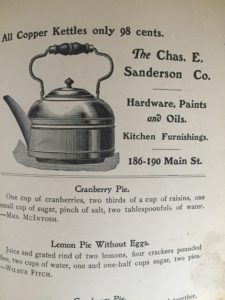 All Copper Kettles only 98 cents.
The Chas. E.
Sanderson Co.
Hardware, Paints
and Oils.
Kitchen Furnishings.
186-190 Main St.
Cranberry Pie.
One cup of cranberries, two thirds of a cup of raisins, one
small cup of sugar, pinch of salt, two tablespoonfuls of water.
—MRS. MCINTOSH.
Lemon Pie Without Eggs.
Juice and grated rind of two lemons, four crackers pounded
fine, two cups of water, one and one-half cups sugar, two pies.
—WILBUR FITCH.